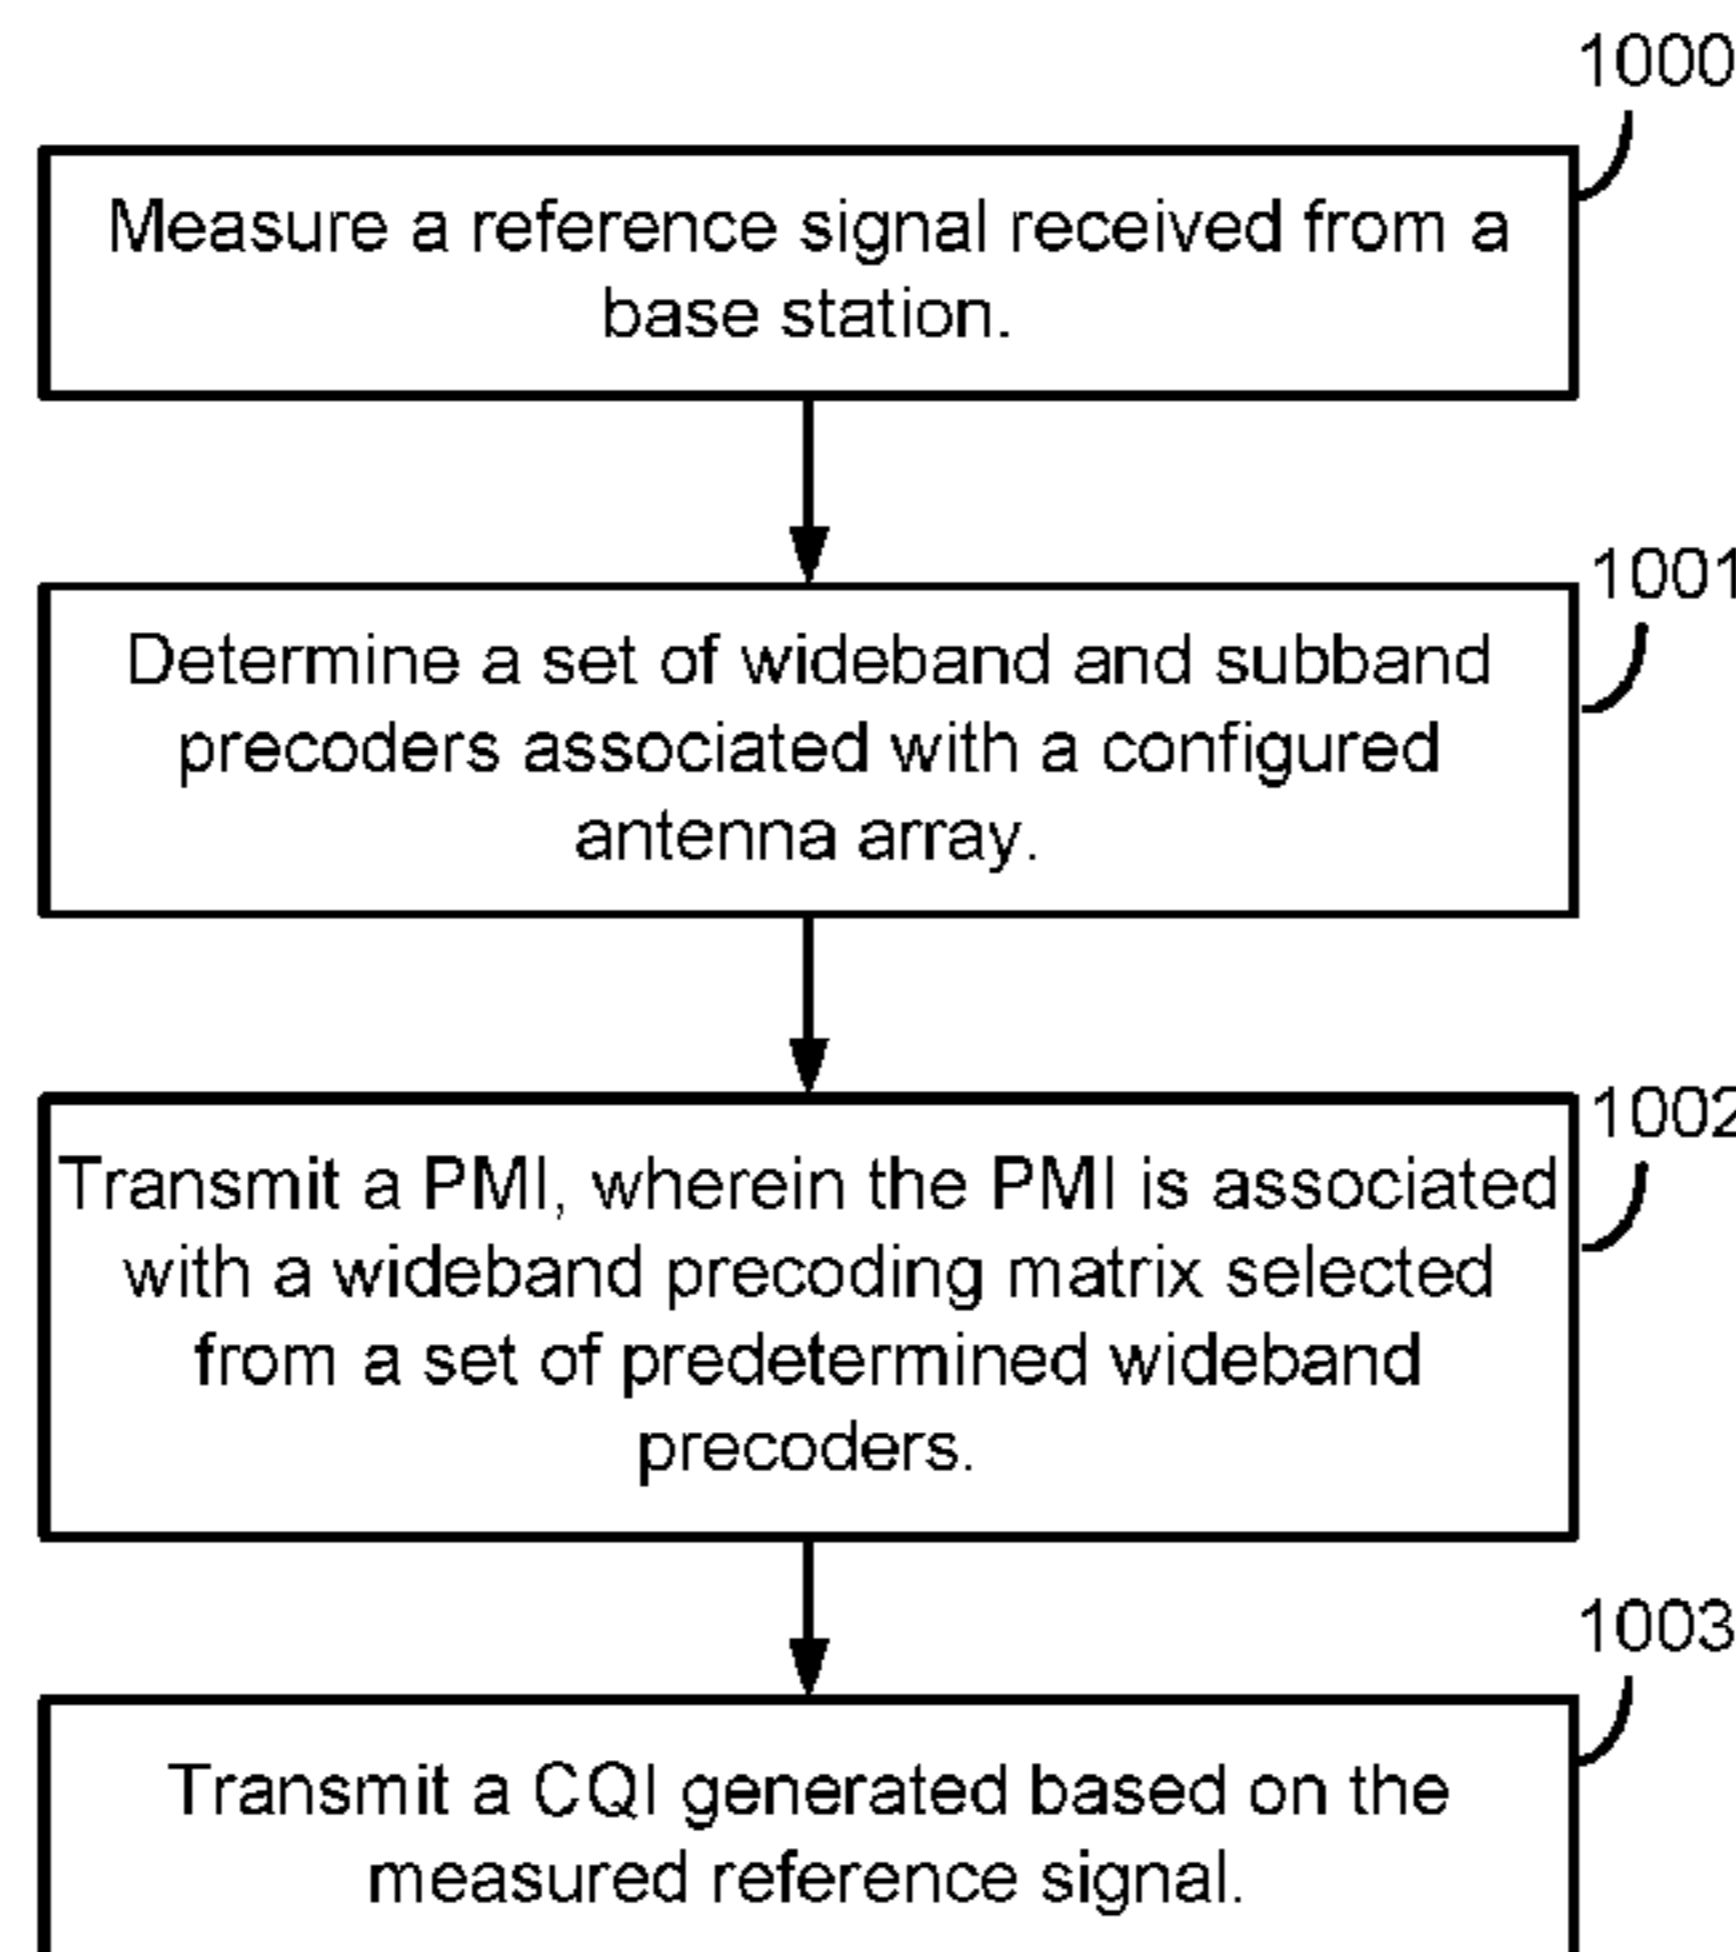 1000
Measure a reference signal received from a
base station.
1001
Determine a set of wideband and subband
precoders associated with a configured
antenna array.
1002
Transmit a PMI, wherein the PMI is associated
with a wideband precoding matrix selected
from a set of predetermined wideband
precoders.
1003
Transmit a CQI generated based on the
measured reference signal.